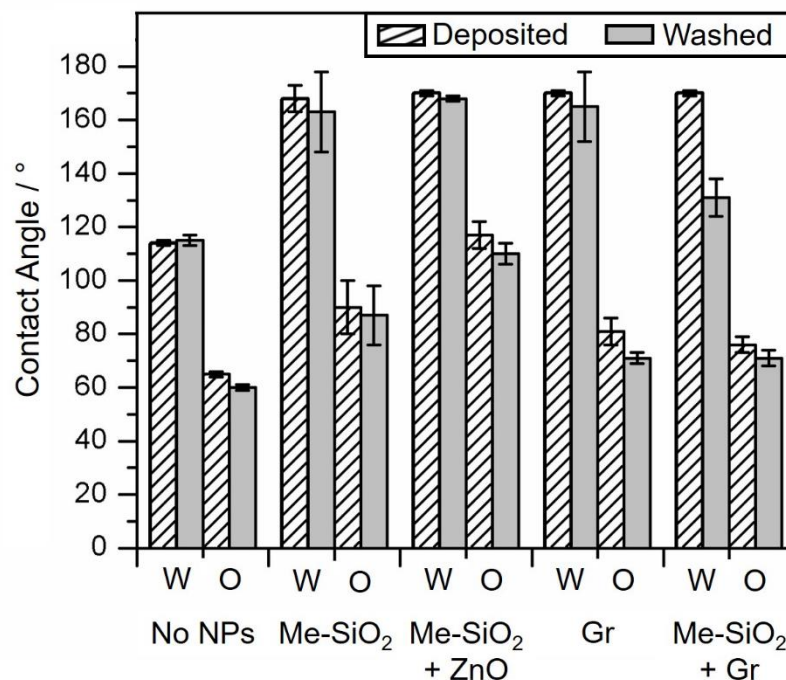 Deposited Washed
Contact Angle / °
180
160
140
120
100
80
60
40
20
0
W O W O W O W O W O
No NPs Me-SiO₂ Me-SiO₂ Gr Me-SiO₂
+ ZnO + Gr